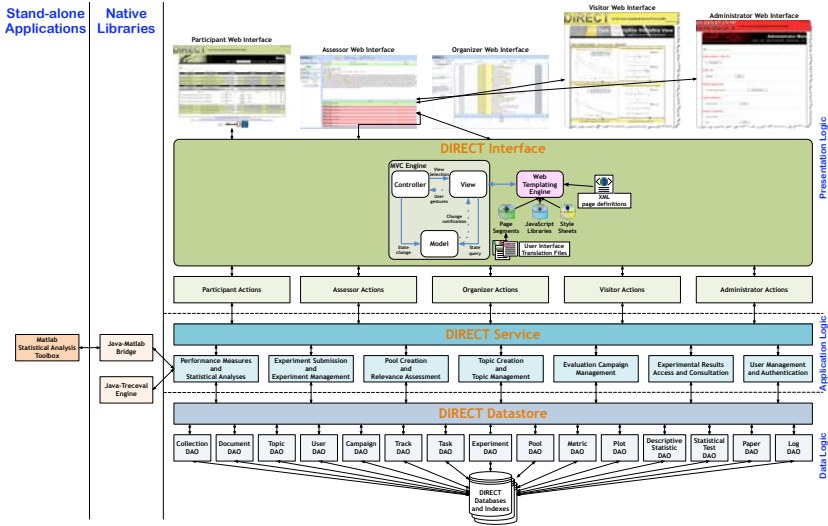 Stand-alone
Applications
Native
Libraries
Participant Web Interface
Assessor Web Interface
Organizer Web Interface
Visitor Web Interface
Administrator Web Interface
DIRECT
DIRECT
DIRECT Interface
MVC Engine
Controller
View
Selection
View
User
gestures
Change
notification
Model
State
change
State
query
Web
Templating
Engine
XML
page definitions
Page
Segments
JavaScript
Libraries
Style
Sheets
User Interface
Translation Files
Presentation Logic
Participant Actions
Assessor Actions
Organizer Actions
Visitor Actions
Administrator Actions
DIRECT Service
Application Logic
Matlab
Statistical Analysis
Toolbox
Java-Matlab
Bridge
Java-Treceval
Engine
Performance Measures
and
Statistical Analyses
Experiment Submission
and
Experiment Management
Pool Creation
and
Relevance Assessment
Topic Creation
and
Topic Management
Evaluation Campaign
Management
Experimental Results
Access and Consultation
User Management
and Authentication
DIRECT Datastore
Data Logic
Collection
DAO
Document
DAO
Topic
DAO
User
DAO
Campaign
DAO
Track
DAO
Task
DAO
Experiment
DAO
Pool
DAO
Metric
DAO
Plot
DAO
Descriptive
Statistic
DAO
Statistical
Test
DAO
Paper
DAO
Log
DAO
DIRECT
Databases
and Indexes